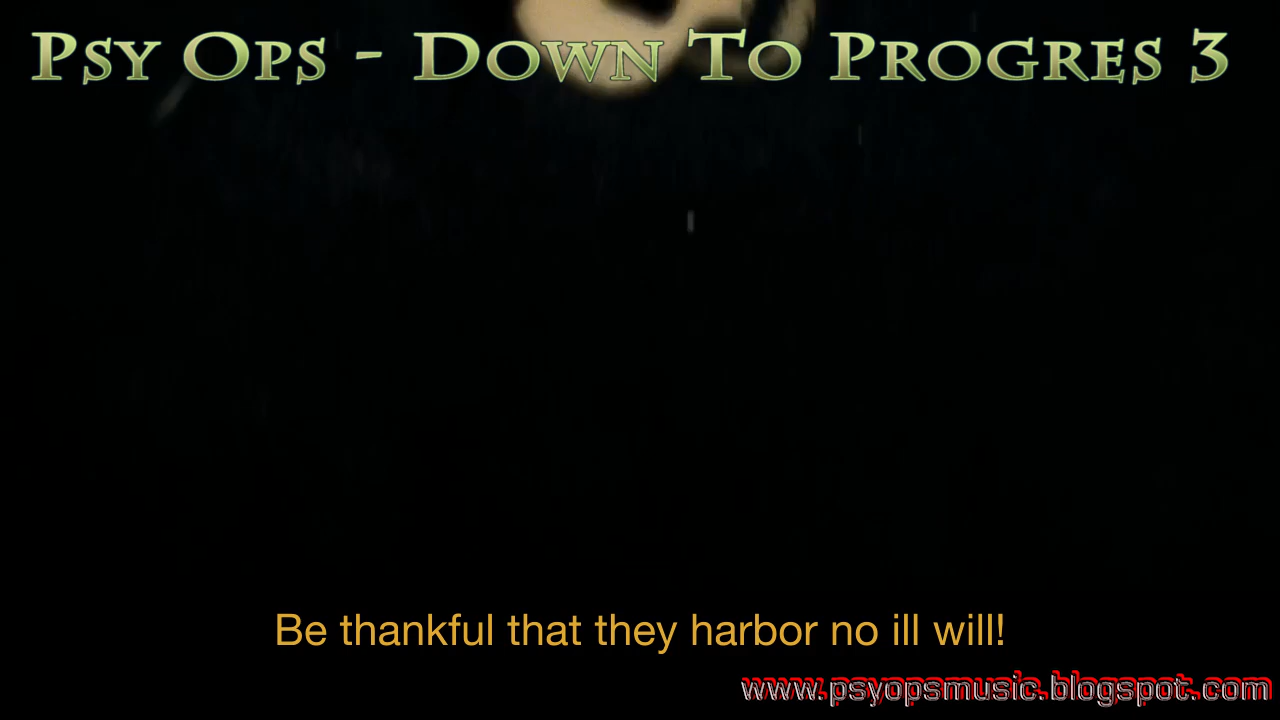 Psy Ops - Down To Progres 3
Be thankful that they harbor no ill will!
www.psyopsmusic.blogspot.com